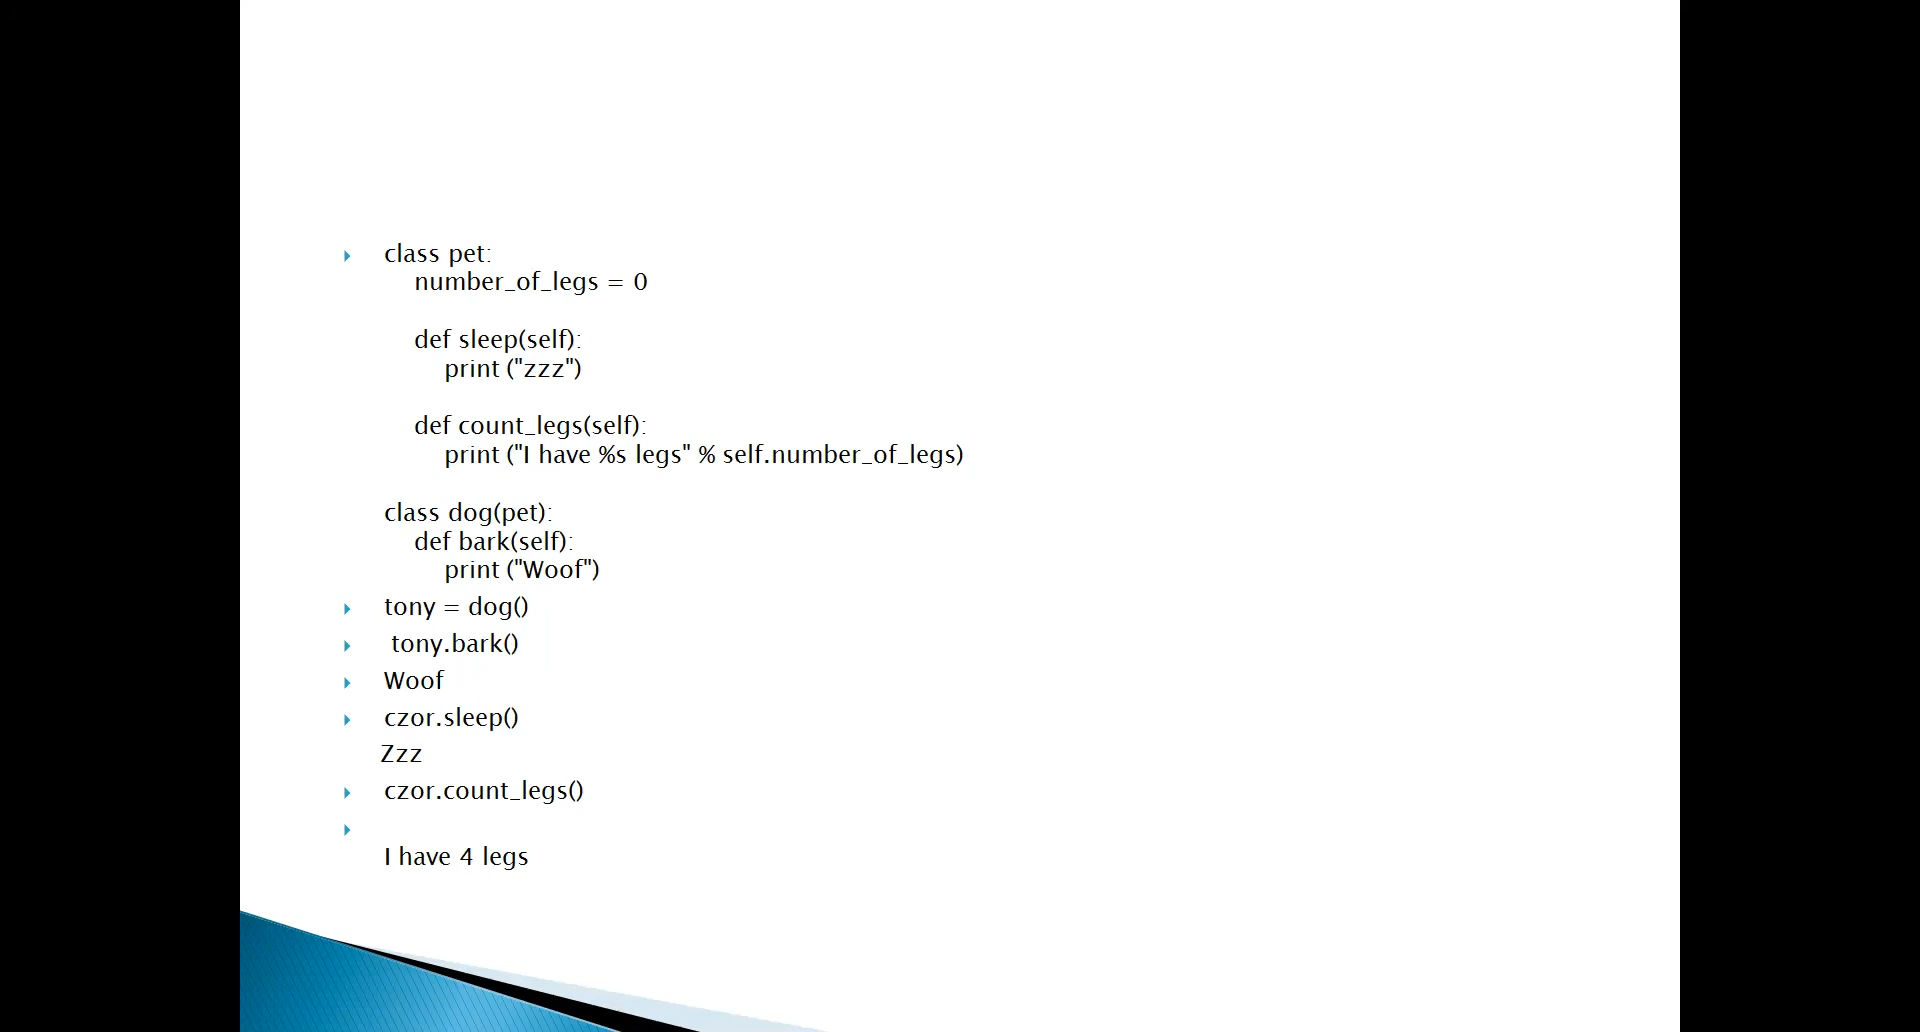 class pet:
number_of_legs = 0
def sleep(self):
print ("zzz")
def count_legs(self):
print ("I have %s legs" % self.number_of_legs)
class dog(pet):
def bark(self):
print ("Woof")
tony = dog()
tony.bark()
Woof
czor.sleep()
Zzz
czor.count_legs()
I have 4 legs